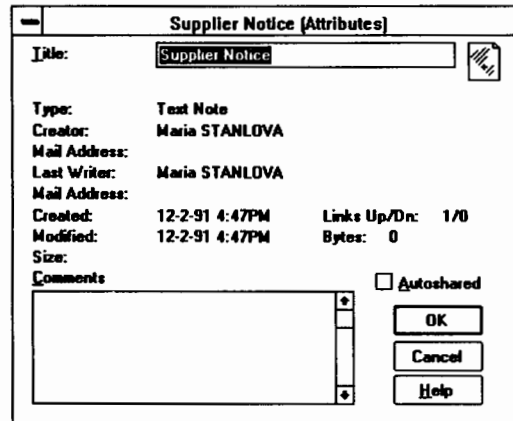 Supplier Notice (Attributes)
Title: Supplier Notice
Type: Text Note
Creator: Maria STANLOVA
Mail Address:
Last Writer: Maria STANLOVA
Mail Address:
Created: 12-2-91 4:47PM Links Up/Dn: 1/0
Modified: 12-2-91 4:47PM Bytes: 0
Size:
Comments
Autoshared
OK
Cancel
Help